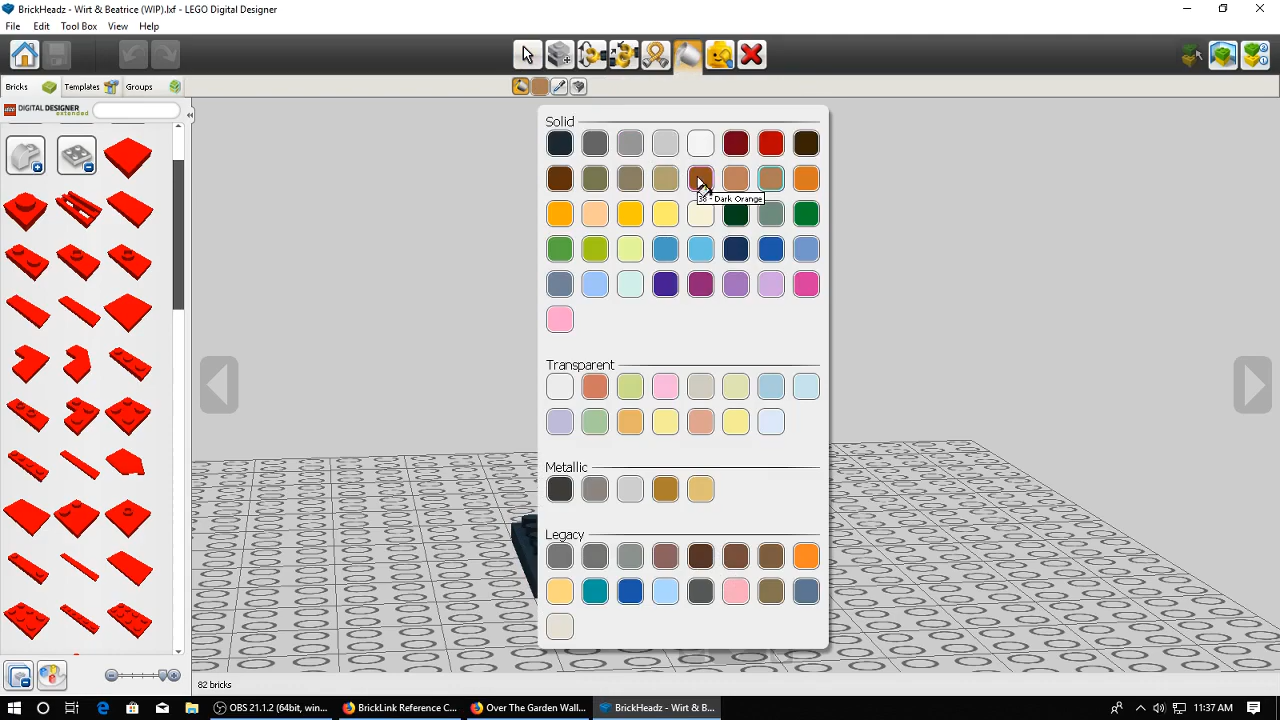 BrickHeadz - Wirt & Beatrice (WIP).lxf - LEGO Digital Designer
File Edit Tool Box View Help
Bricks Templates Groups
LEGO DIGITAL DESIGNER
extended
Solid
38 - Dark Orange
Transparent
Metallic
Legacy
82 bricks
OBS 21.1.2 (64bit, win... BrickLink Reference C... Over The Garden Wall... BrickHeadz - Wirt & B... 11:37 AM